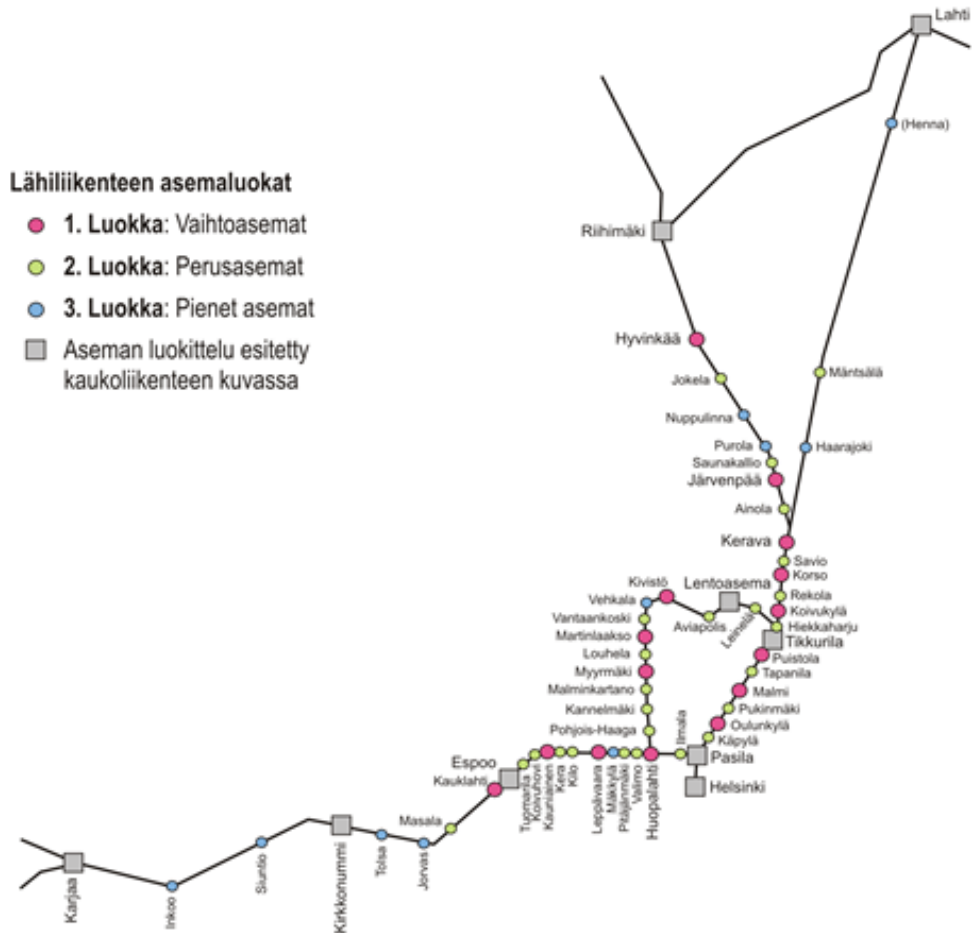 Lahti
(Henna)
Lähiliikenteen asemaluokat
1. Luokka: Vaihtoasemat
2. Luokka: Perusasemat
3. Luokka: Pienet asemat
Aseman luokittelu esitetty
kaukoliikenteen kuvassa
Riihimäki
Hyvinkää
Jokela
Mäntsälä
Nuppulinna
Purola
Haarajoki
Saunakallio
Järvenpää
Ainola
Kerava
Savio
Korso
Rekola
Koivukylä
Hiekkaharju
Tikkurila
Lentoasema
Kivistö
Vehkala
Aviapolis
Leinelä
Vantaankoski
Martinlaakso
Louhela
Myyrmäki
Malminkartano
Kannelmäki
Pohjois-Haaga
Puistola
Tapanila
Malmi
Pukinmäki
Oulunkylä
Käpylä
Ilmala
Pasila
Helsinki
Huopalahti
Valimo
Pitäjänmäki
Mäkkylä
Leppävaara
Kilo
Kera
Kauniainen
Koivuhovi
Tuomarila
Espoo
Kauklahti
Masala
Jorvas
Tolsa
Kirkkonummi
Siuntio
Inkoo
Karjaa